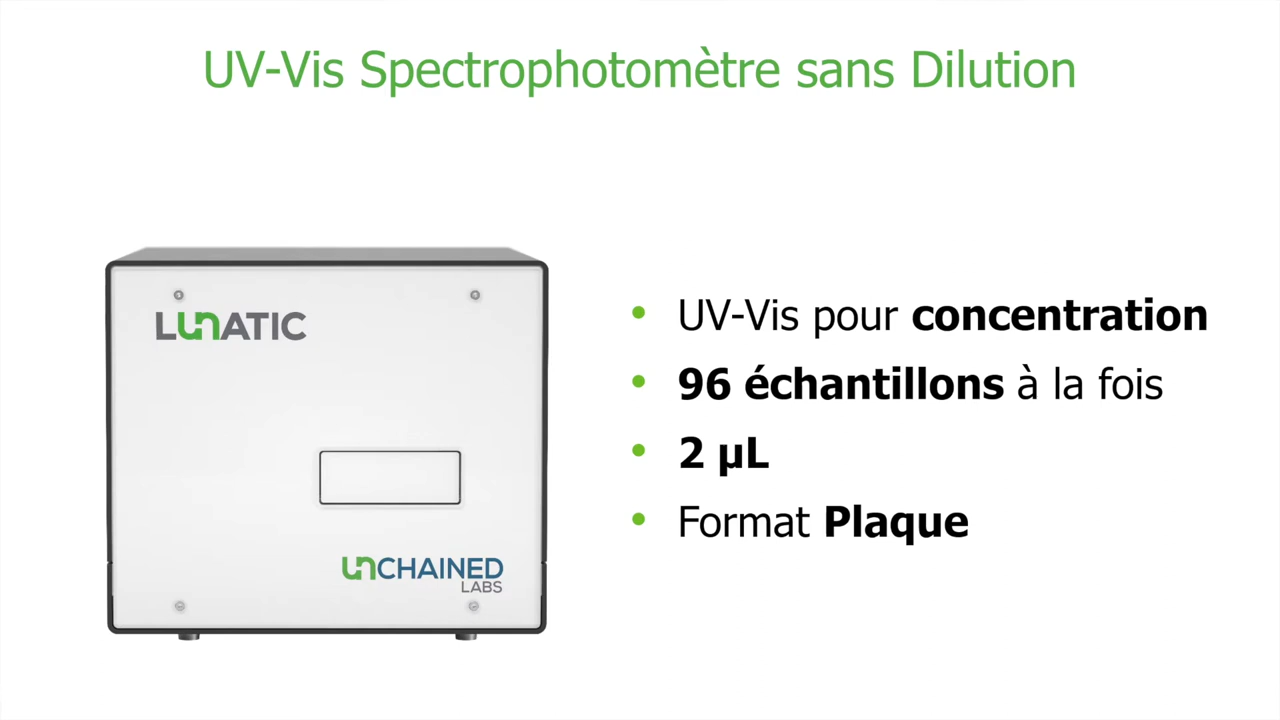 UV-Vis Spectrophotomètre sans Dilution
LUNATIC
UNCHAINED
LABS
• UV-Vis pour concentration
• 96 échantillons à la fois
• 2 µL
• Format Plaque